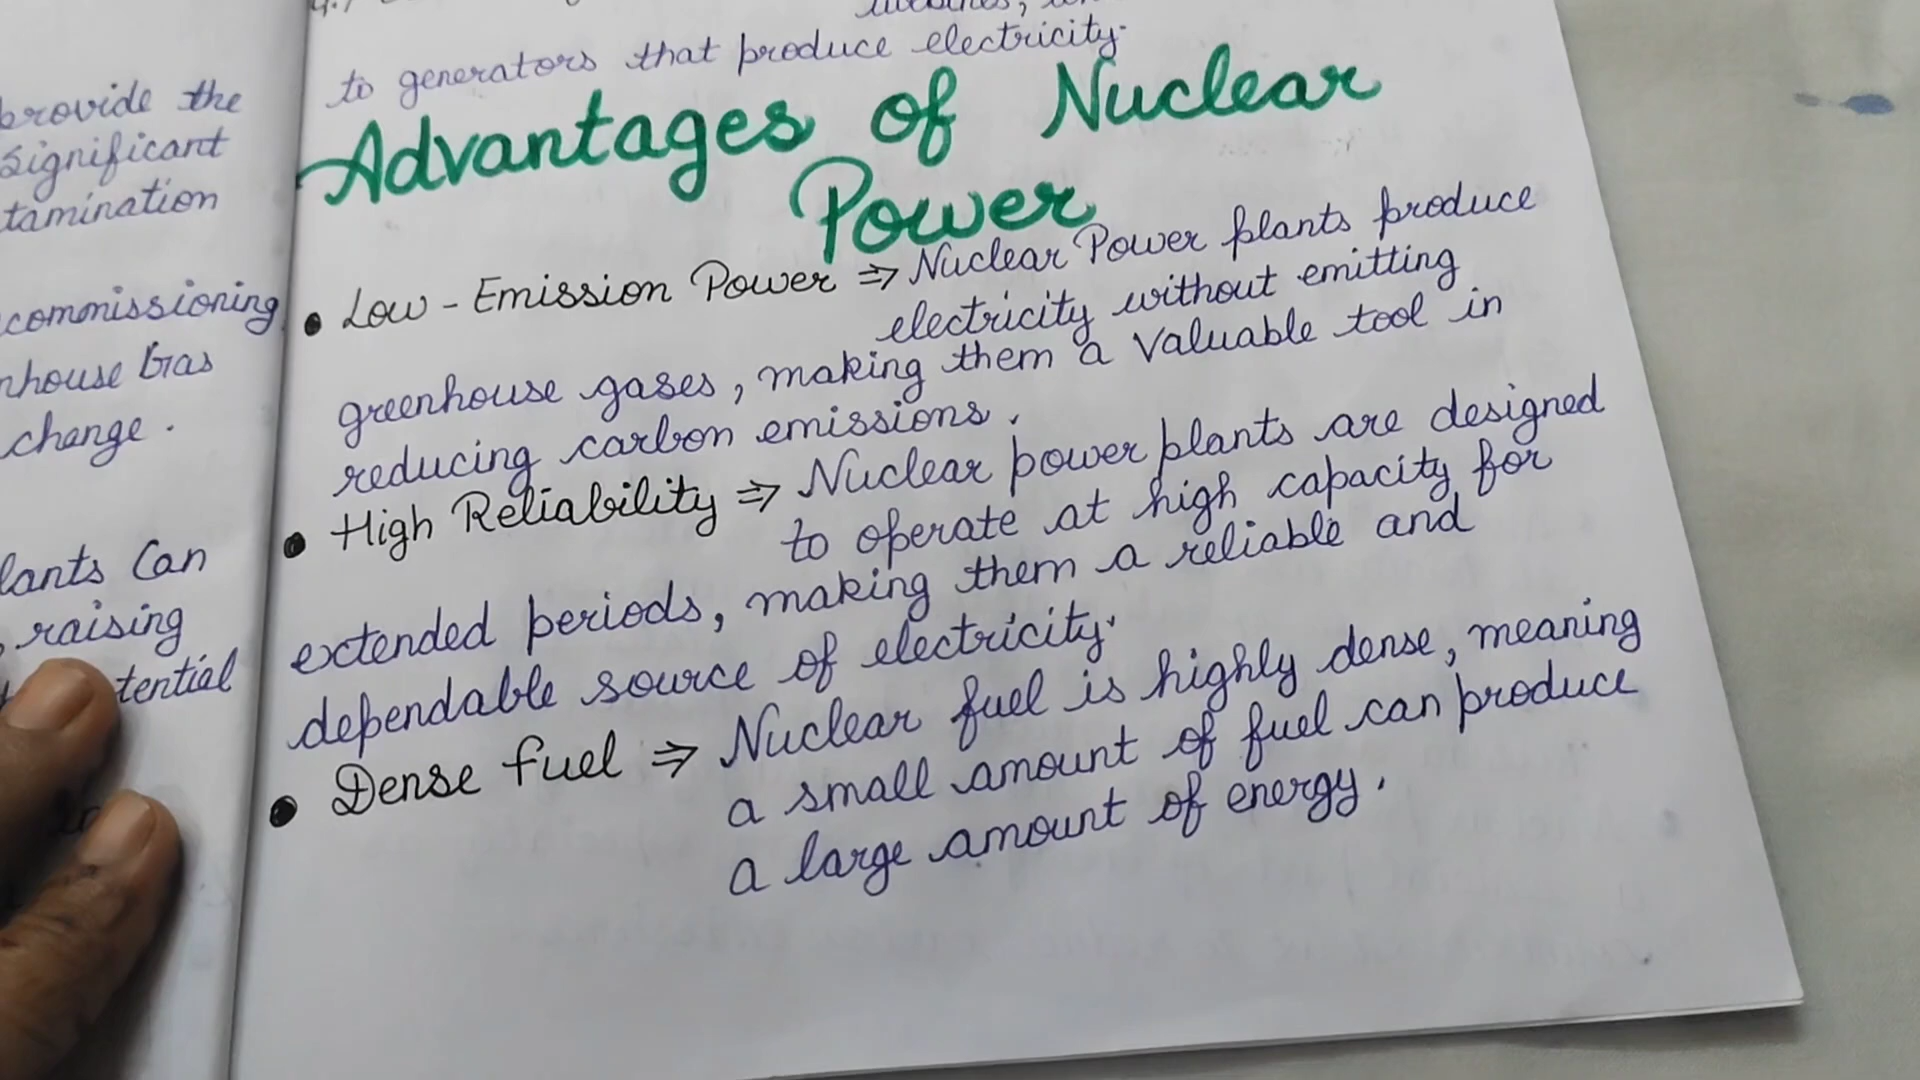 provide the
significant
tamination
commissioning
nhouse Gas
change.
lants Can
raising
tential
to generators that produce electricity.
Advantages of Nuclear
Power
• Low-Emission Power ⇒ Nuclear Power plants produce
electricity without emitting
greenhouse gases, making them a Valuable tool in
reducing carbon emissions.
• High Reliability ⇒ Nuclear power plants are designed
to operate at high capacity for
extended periods, making them a reliable and
dependable source of electricity.
• Dense fuel ⇒ Nuclear fuel is highly dense, meaning
a small amount of fuel can produce
a large amount of energy.